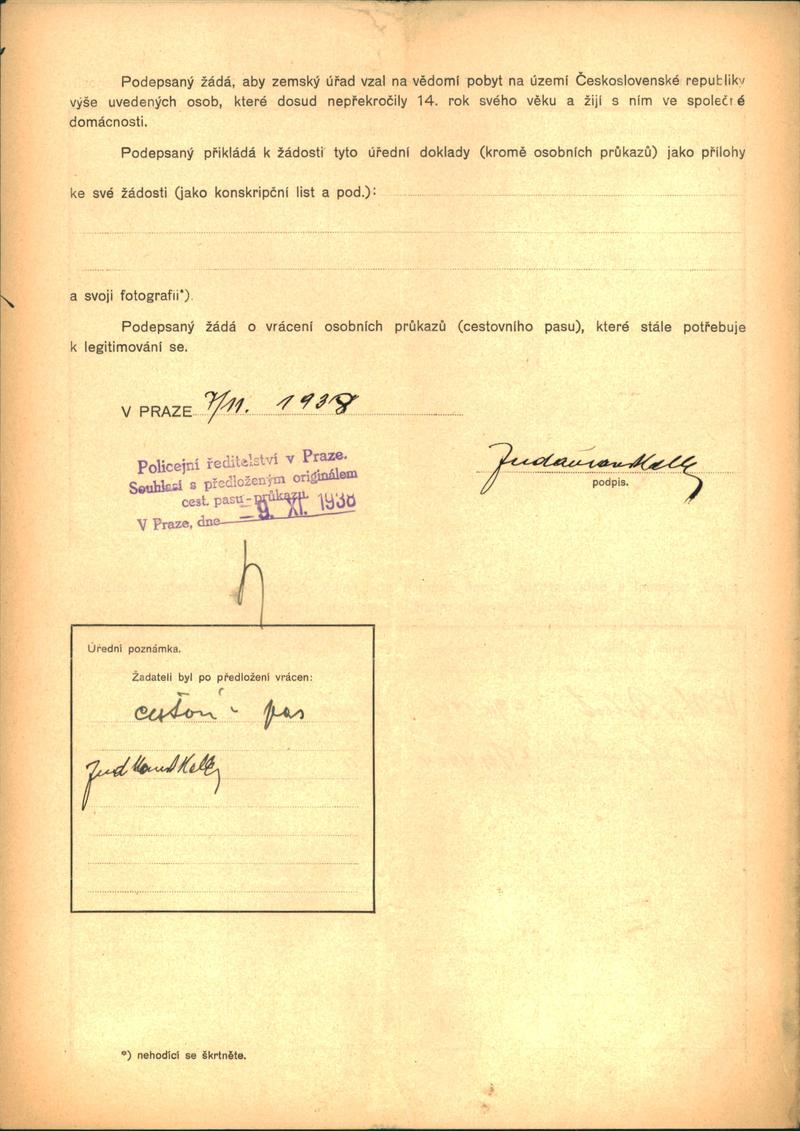 Podepsaný žádá, aby zemský úřad vzal na vědomí pobyt na území Československé republiky
výše uvedených osob, které dosud nepřekročily 14. rok svého věku a žijí s ním ve společné
domácnosti.
Podepsaný přikládá k žádosti tyto úřední doklady (kromě osobních průkazů) jako přílohy
ke své žádosti (jako konskripční list a pod.):
a svoji fotografii*).
Podepsaný žádá o vrácení osobních průkazů (cestovního pasu), které stále potřebuje
k legitimování se.
V PRAZE 7/11. 1938
Policejní ředitelství v Praze.
Souhlasí s předloženým originálem
cest. pasu-průkazu
V Praze, dne -9. XI. 1938
podpis.
Úřední poznámka.
Žadateli byl po předložení vrácen:
cestovní pas
*) nehodící se škrtněte.